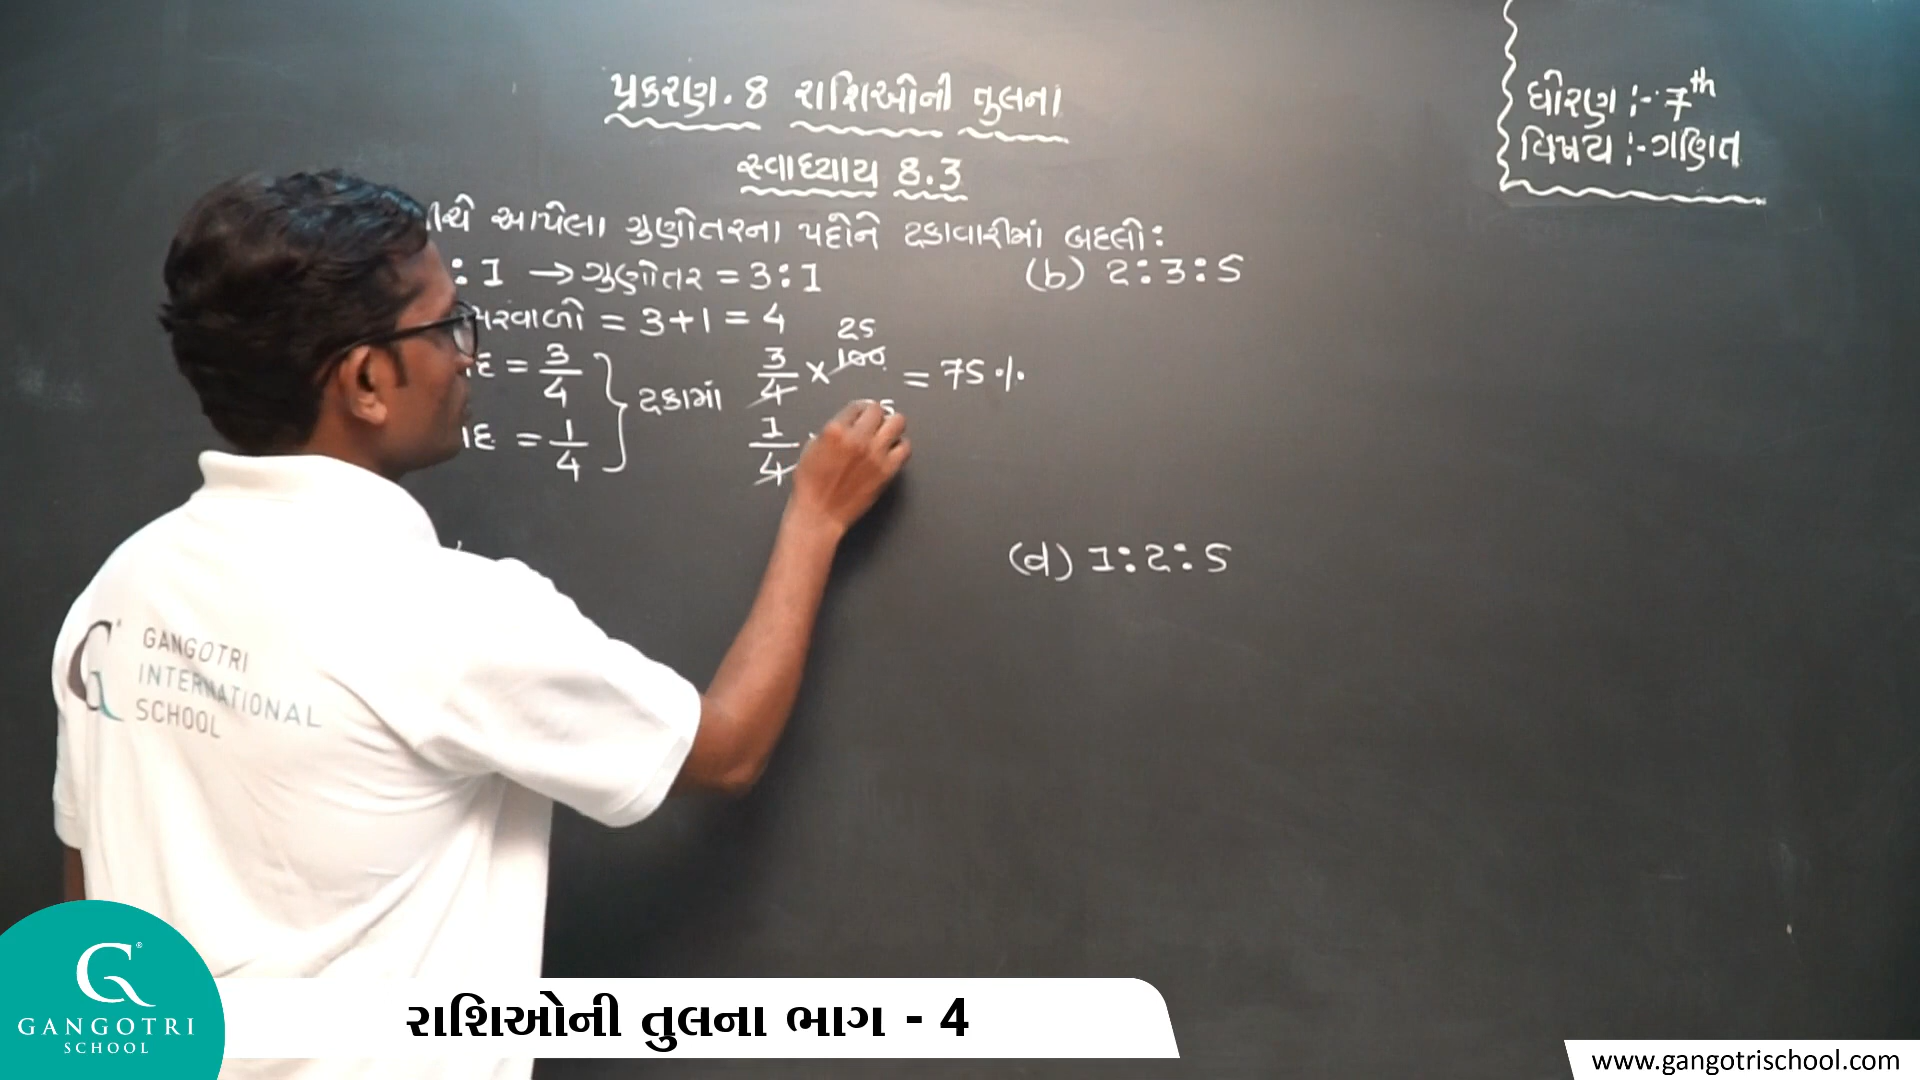 પ્રકરણ. 8 રાશિઓની તુલના
ધોરણ :- 7th
વિષય :- ગણિત
સ્વાધ્યાય 8.3
આપેલા ગુણોતરના પદોને ટકાવારીમાં બદલો :
: 1 → ગુણોતર = 3 : 1
(b) 2 : 3 : 5
સરવાળો = 3 + 1 = 4
= 3/4
ટકામાં
3/4 × 100 25 = 75 %
= 1/4
1/4
(d) 1 : 2 : 5
GANGOTRI
INTERNATIONAL
SCHOOL
GANGOTRI
SCHOOL
રાશિઓની તુલના ભાગ - 4
www.gangotrischool.com